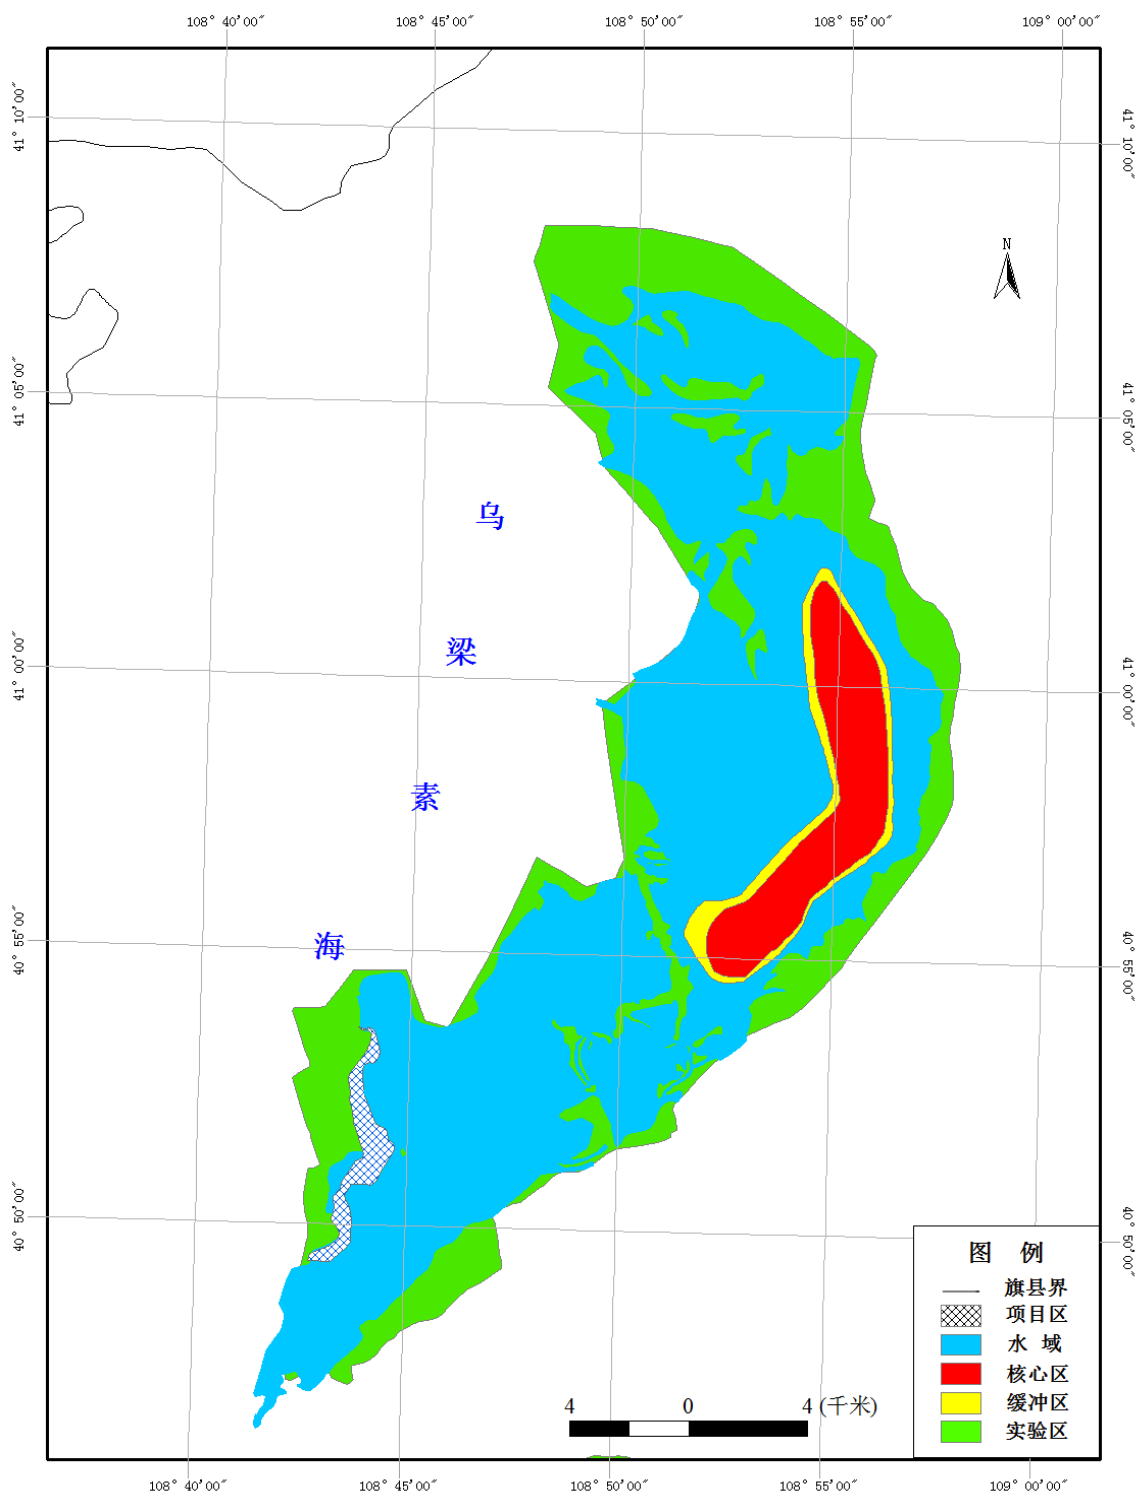 108° 40′00″
108° 45′00″
108° 50′00″
108° 55′00″
109° 00′00″
41° 10′00″
41° 10′00″
N
41° 05′00″
41° 05′00″
乌
梁
41° 00′00″
41° 00′00″
素
海
40° 55′00″
40° 55′00″
40° 50′00″
40° 50′00″
图 例
旗县界
项目区
水 域
核心区
缓冲区
实验区
4 0 4 (千米)
108° 40′00″
108° 45′00″
108° 50′00″
108° 55′00″
109° 00′00″